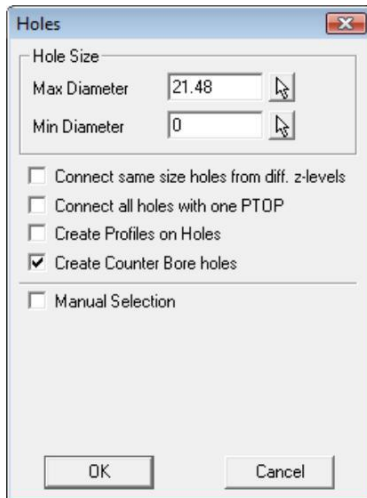 Holes
Hole Size
Max Diameter 21.48
Min Diameter 0
Connect same size holes from diff. z-levels
Connect all holes with one PTOP
Create Profiles on Holes
Create Counter Bore holes
Manual Selection
OK Cancel